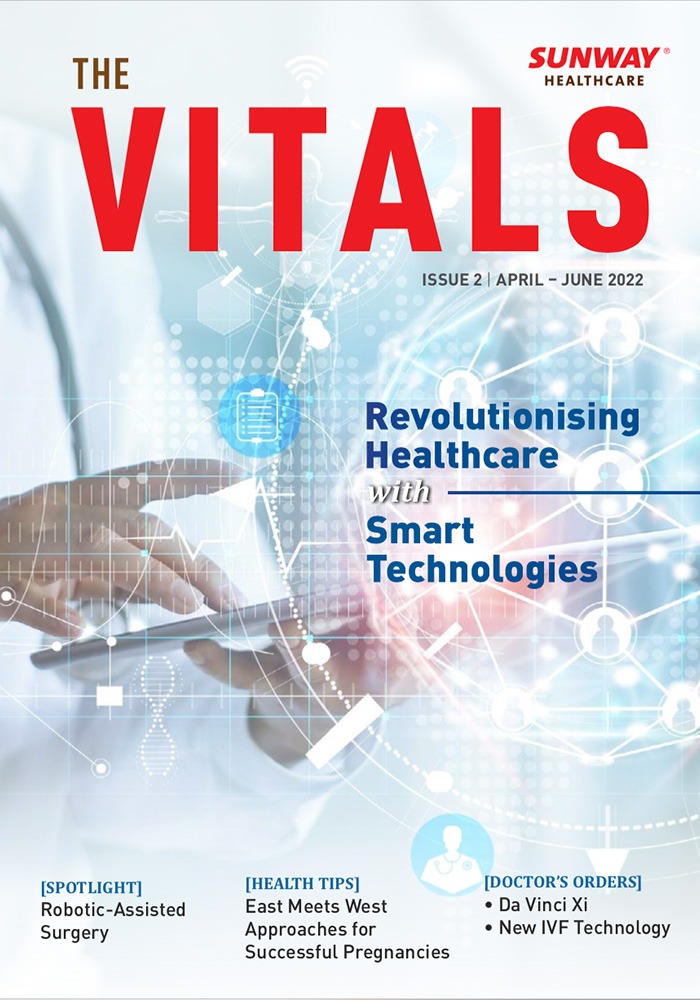 THE
SUNWAY®
HEALTHCARE
VITALS
ISSUE 2 | APRIL – JUNE 2022
Revolutionising
Healthcare
with
Smart
Technologies
[SPOTLIGHT]
Robotic-Assisted
Surgery
[HEALTH TIPS]
East Meets West
Approaches for
Successful Pregnancies
[DOCTOR'S ORDERS]
• Da Vinci Xi
• New IVF Technology